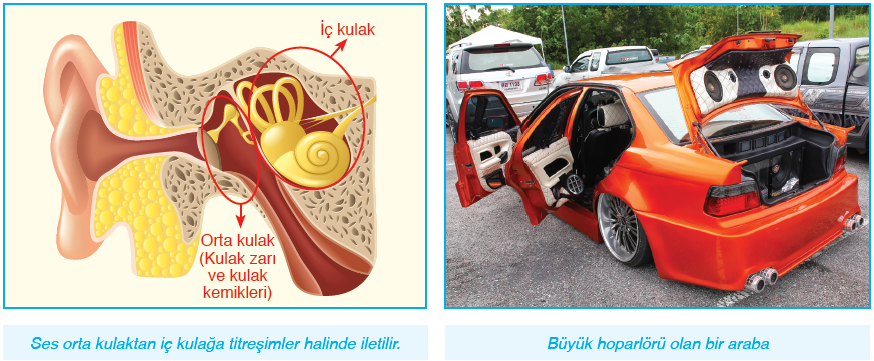 İç kulak
Orta kulak
(Kulak zarı
ve kulak
kemikleri)
Ses orta kulaktan iç kulağa titreşimler halinde iletilir.
Büyük hoparlörü olan bir araba